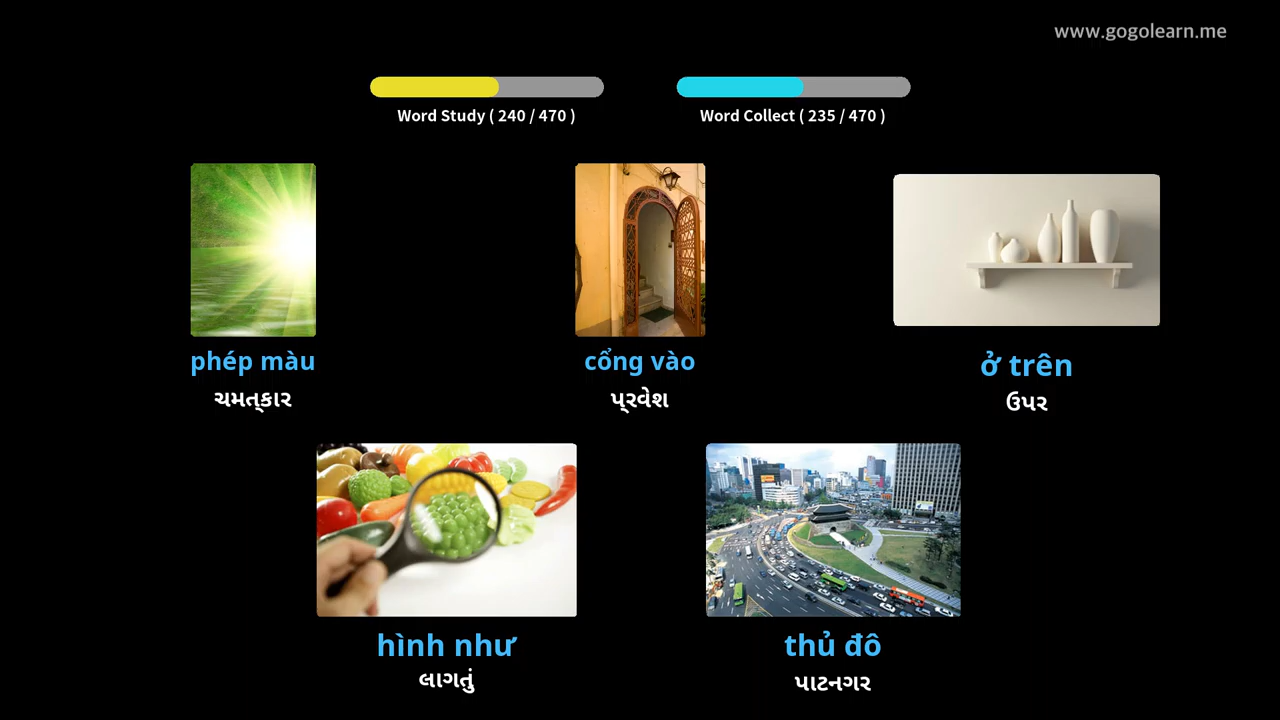 www.gogolearn.me
Word Study ( 240 / 470 )
Word Collect ( 235 / 470 )
phép màu
ચમત્કાર
cổng vào
પ્રવેશ
ở trên
ઉપર
hình như
લાગતું
thủ đô
પાટનગર